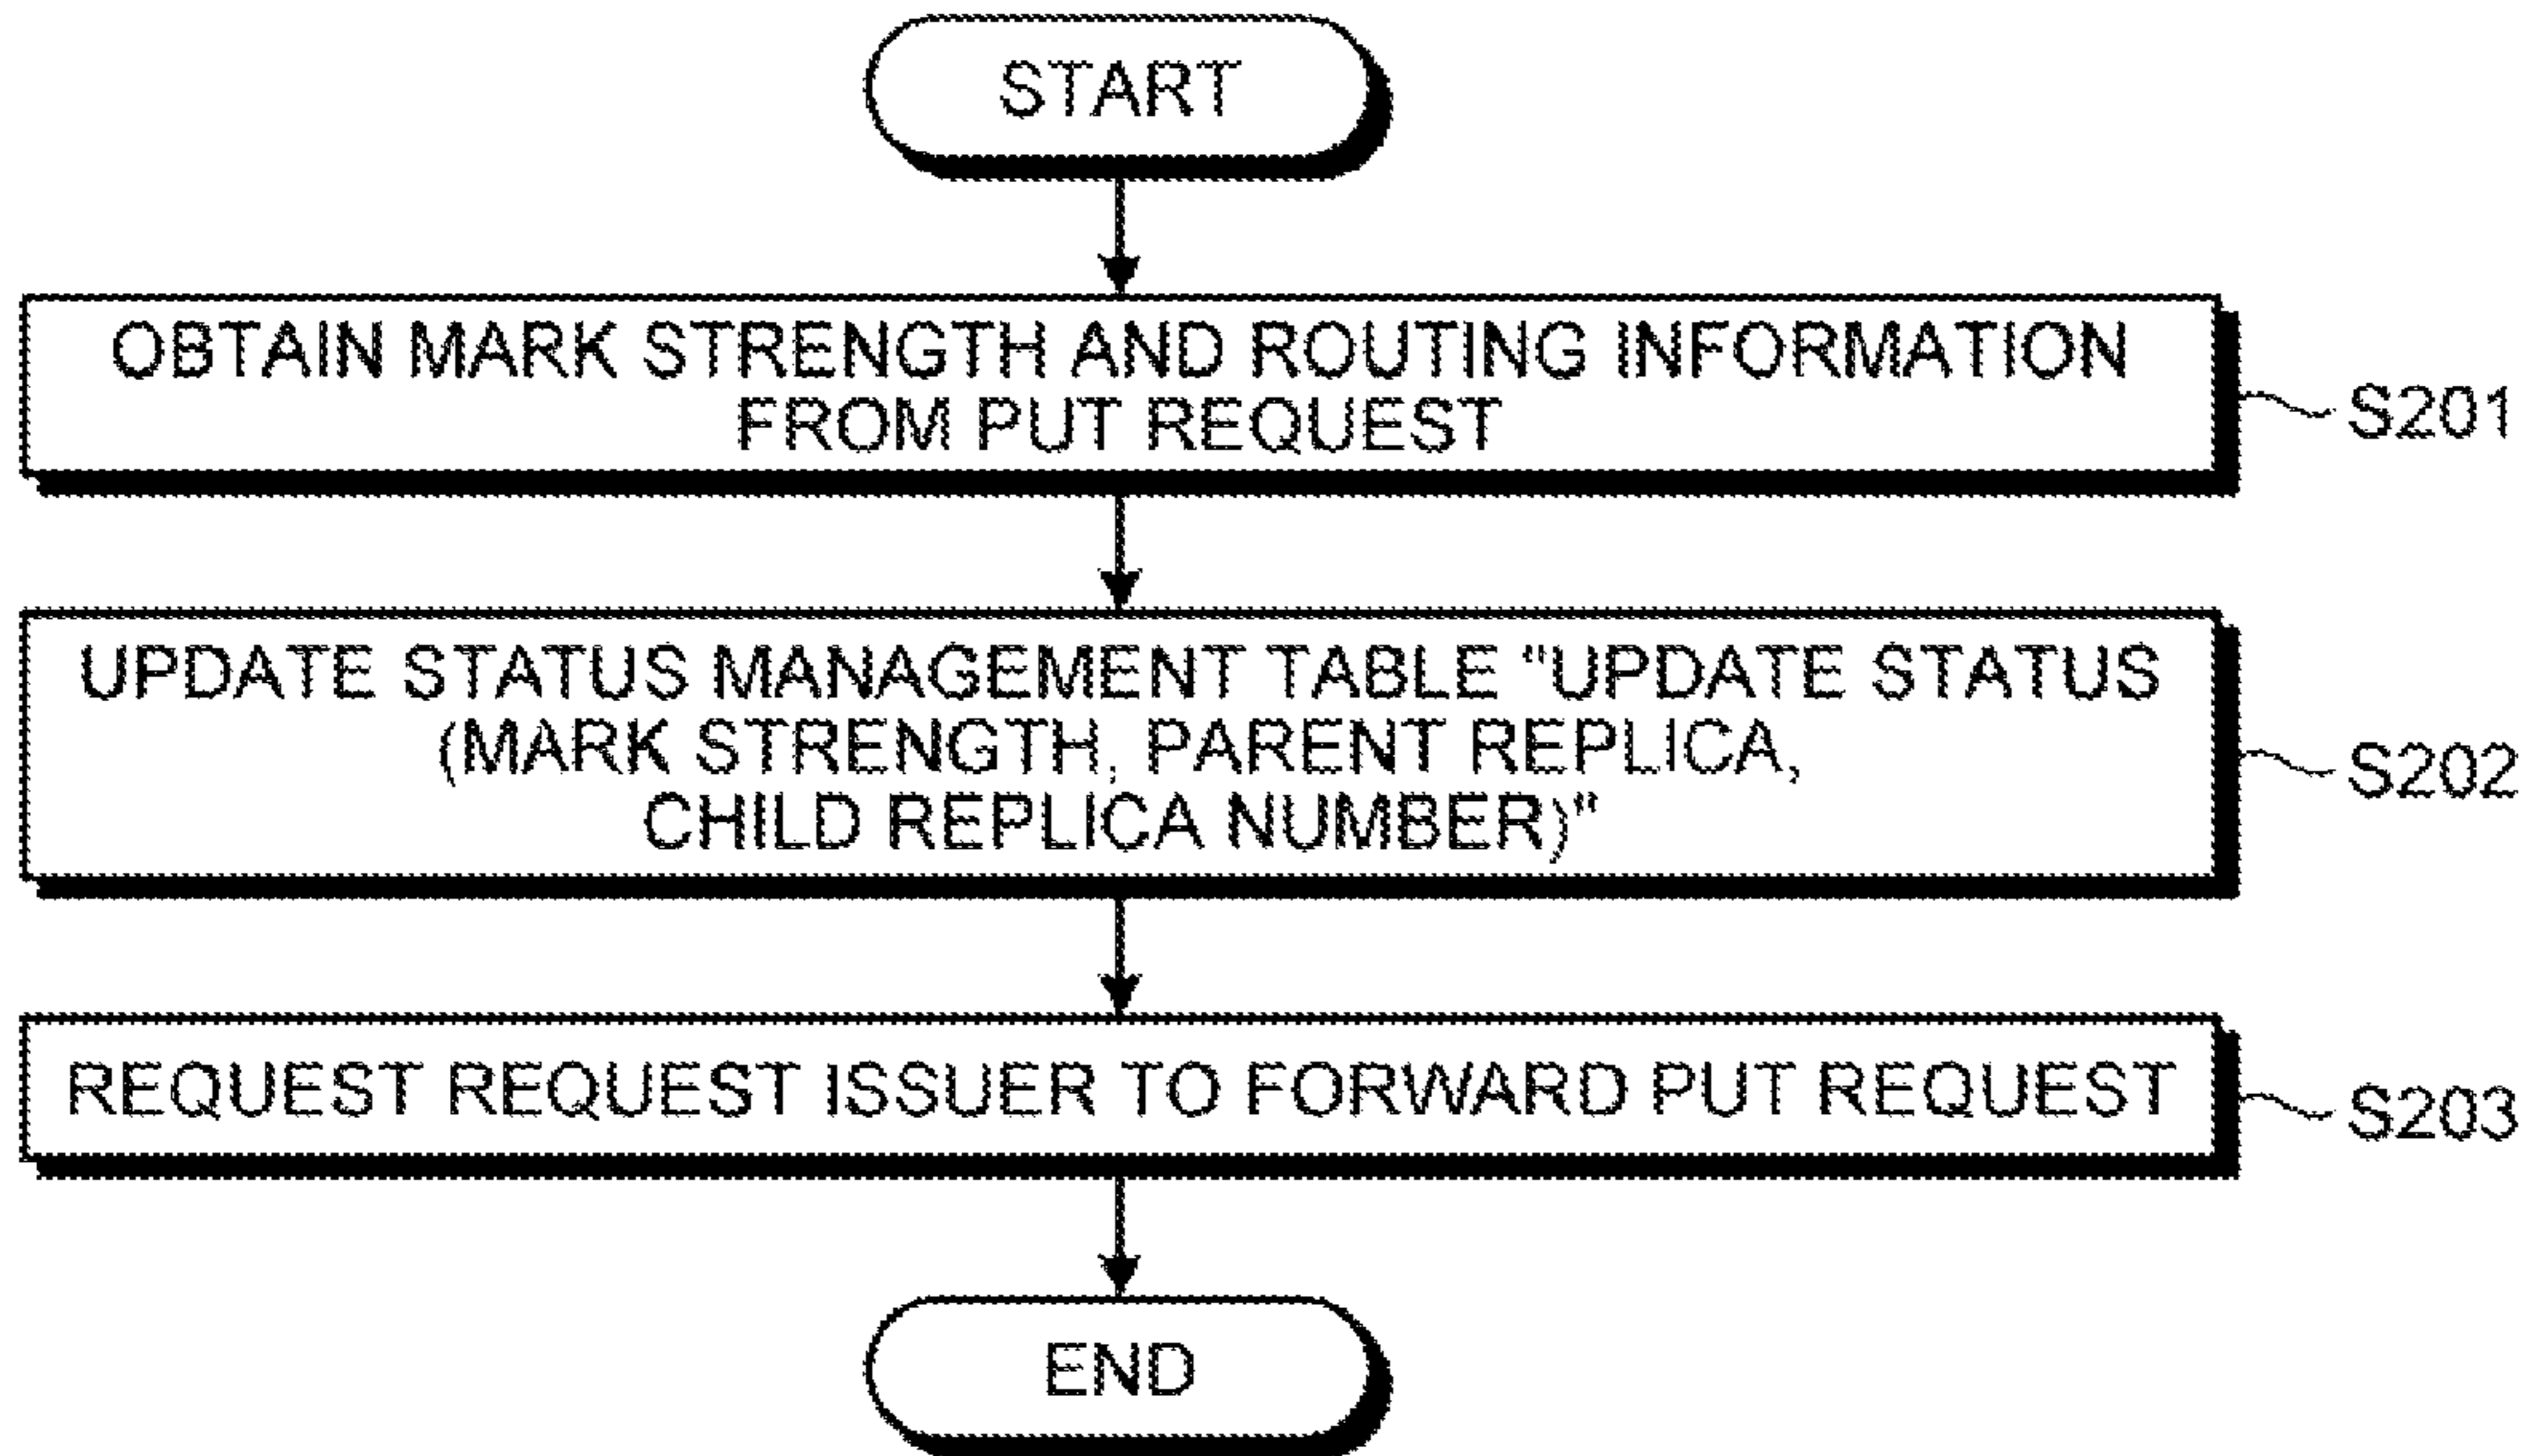 START
OBTAIN MARK STRENGTH AND ROUTING INFORMATION
FROM PUT REQUEST
S201
UPDATE STATUS MANAGEMENT TABLE "UPDATE STATUS
(MARK STRENGTH, PARENT REPLICA,
CHILD REPLICA NUMBER)"
S202
REQUEST REQUEST ISSUER TO FORWARD PUT REQUEST
S203
END